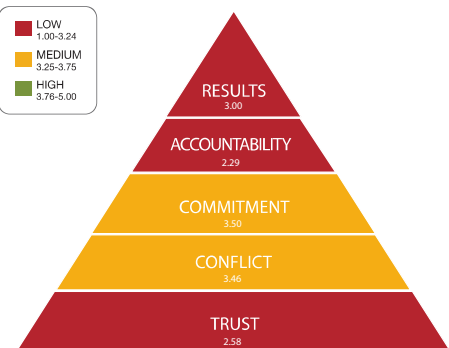 LOW
1.00-3.24
MEDIUM
3.25-3.75
HIGH
3.76-5.00
RESULTS
3.00
ACCOUNTABILITY
2.29
COMMITMENT
3.50
CONFLICT
3.46
TRUST
2.58